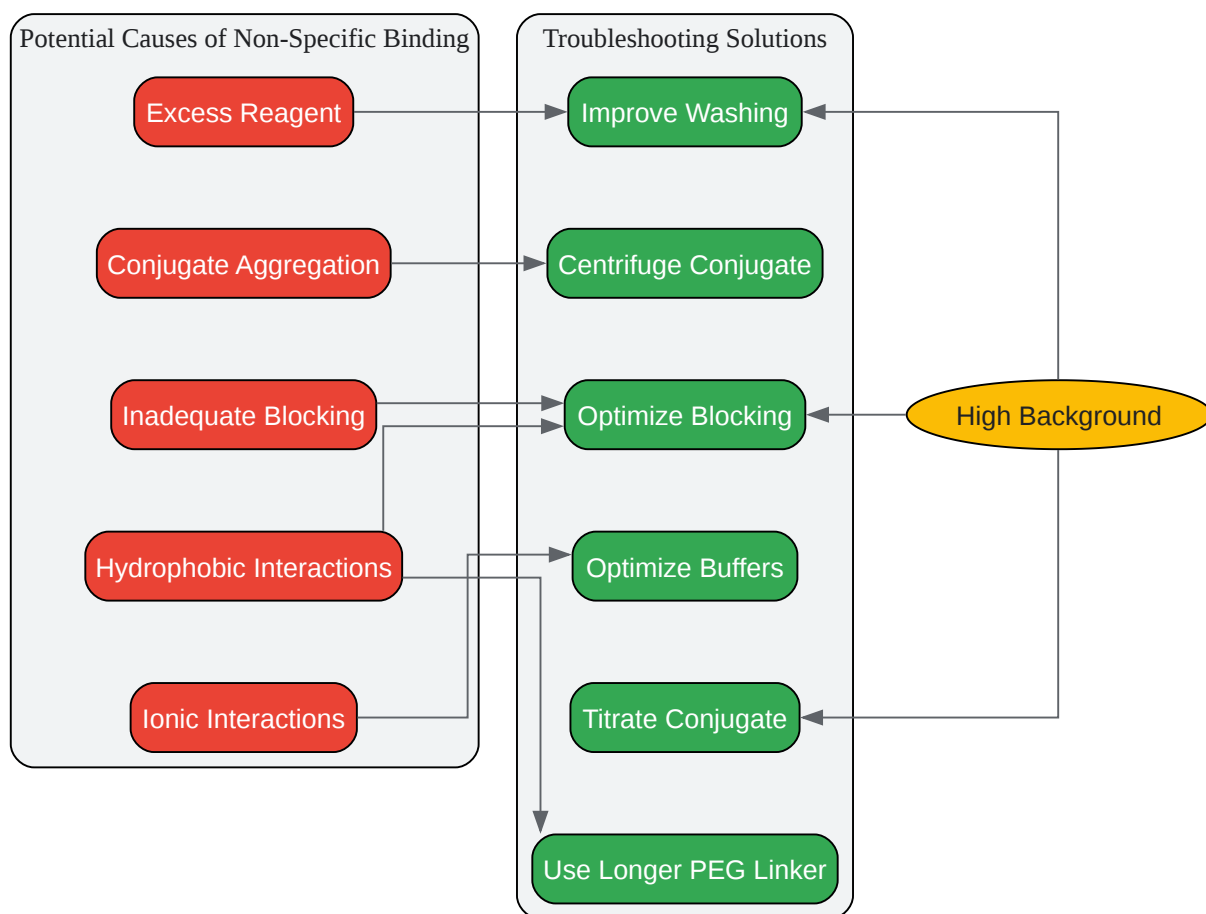 Potential Causes of Non-Specific Binding
Excess Reagent
Conjugate Aggregation
Inadequate Blocking
Hydrophobic Interactions
Ionic Interactions
Troubleshooting Solutions
Improve Washing
Centrifuge Conjugate
Optimize Blocking
Optimize Buffers
Titrate Conjugate
Use Longer PEG Linker
High Background